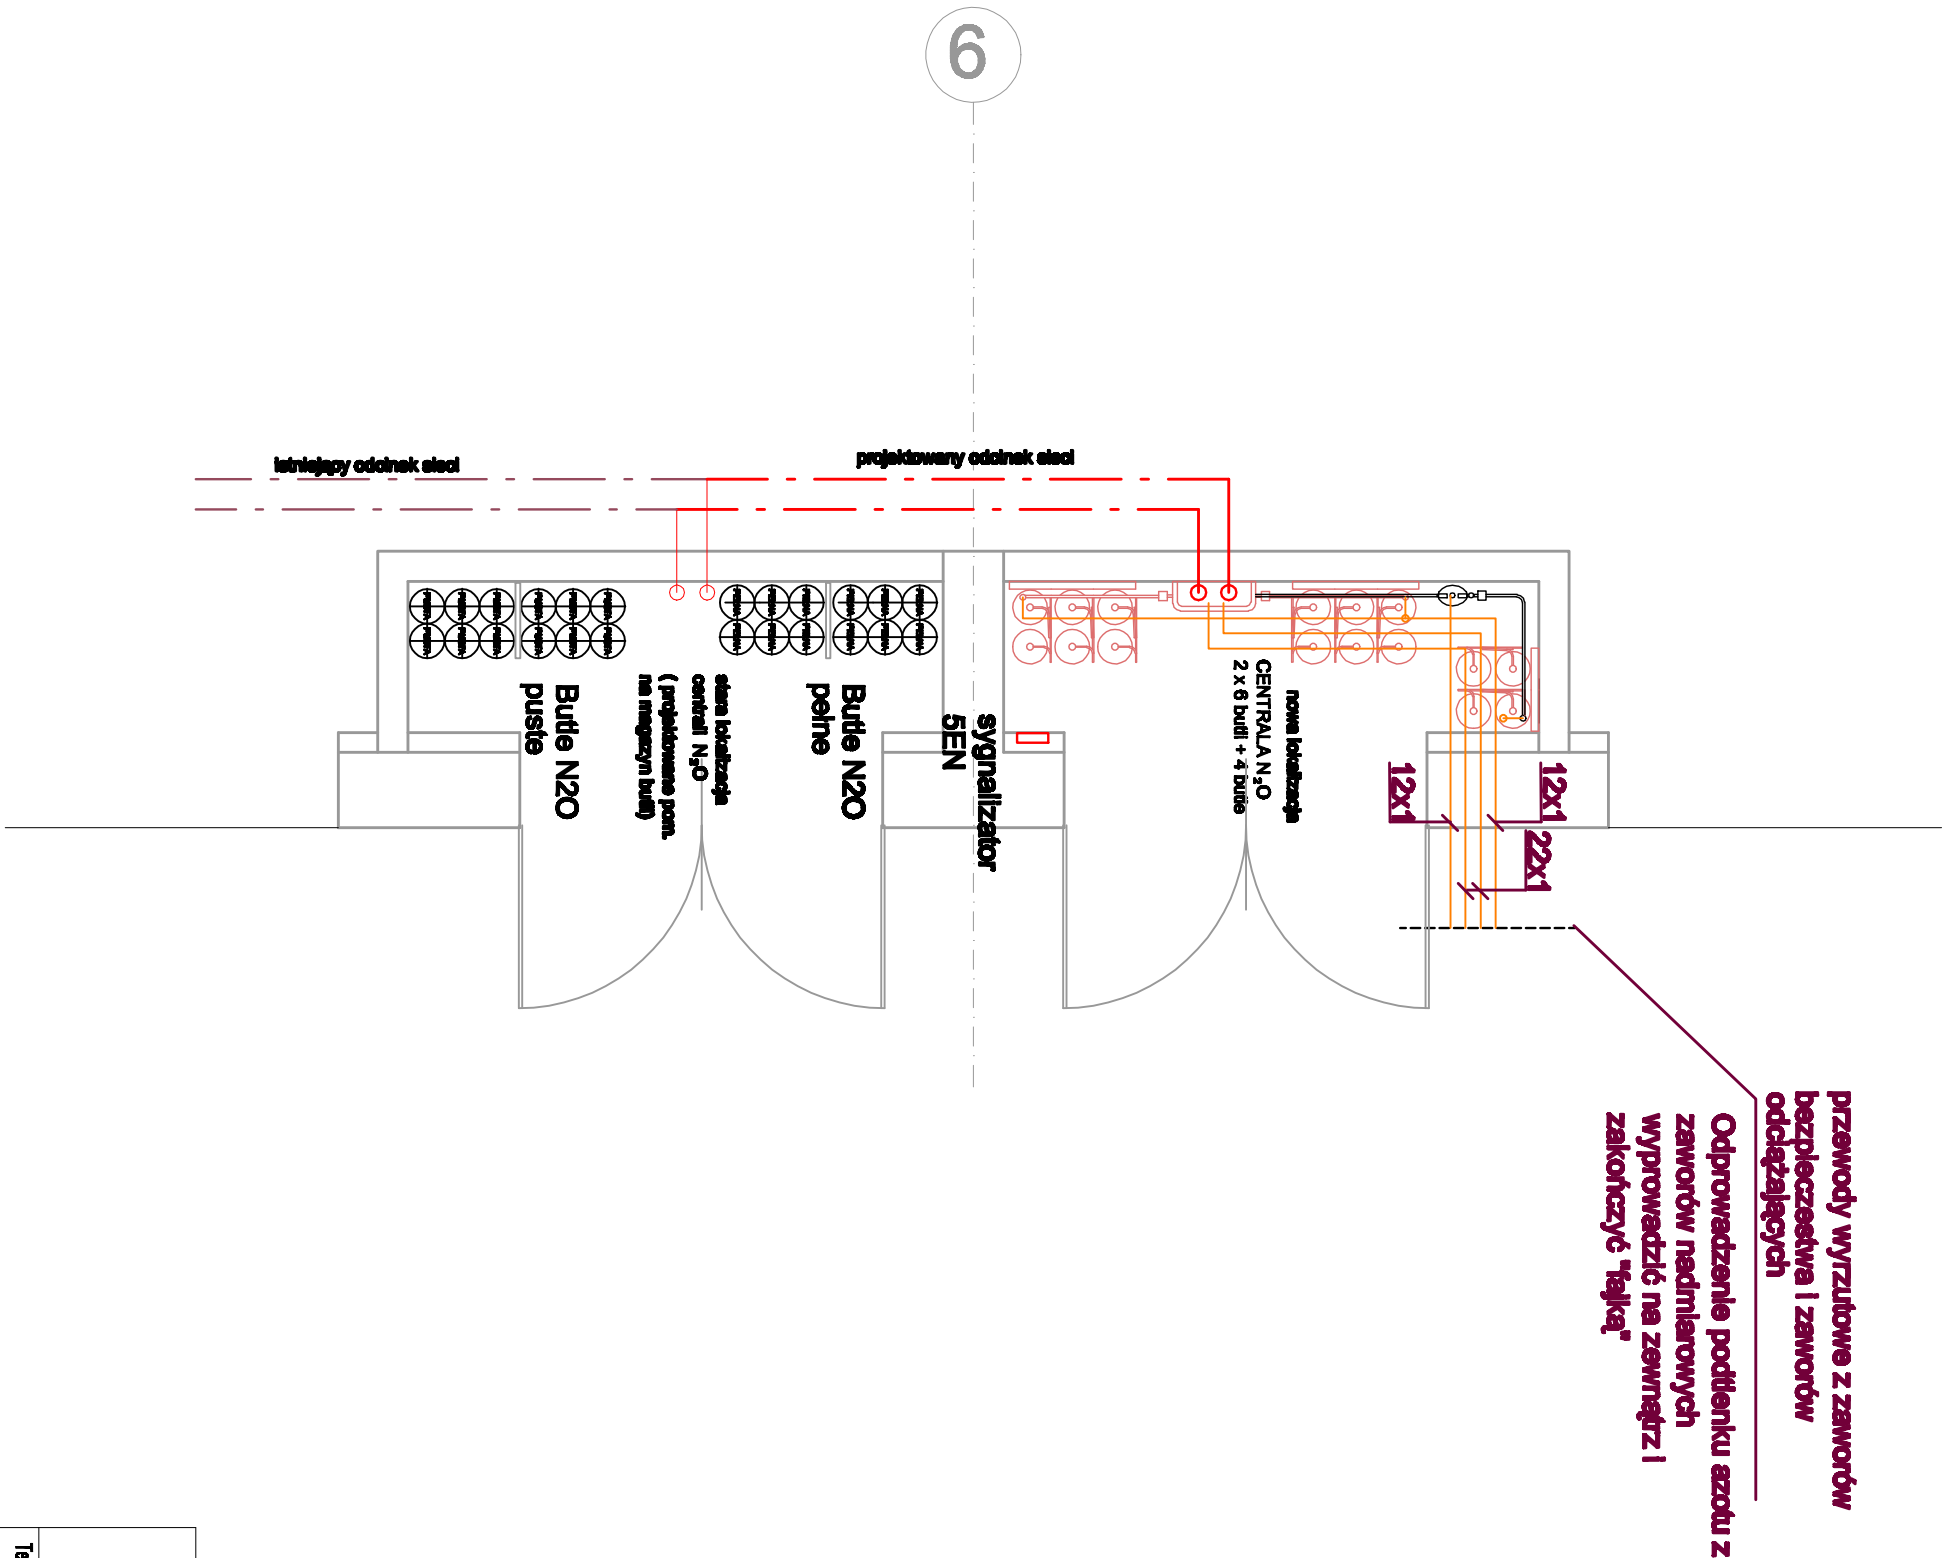 6
istniejący odcinek sieci
projektowany odcinek sieci
Butle N2O
puste
stara lokalizacja
centrali N₂O
( projektowane pom.
na magazyn butli)
Butle N2O
pełne
sygnalizator
5EN
nowa lokalizacja
CENTRALA N₂O
2 x 6 butli + 4 butle
12x1
12x1
22x1
przewody wyrzutowe z zaworów
bezpieczestwa i zaworów
odciążających
Odprowadzenie podtlenku azotu z
zaworów nadmiarowych
wyprowadzić na zewnątrz i
zakończyć "fajką"